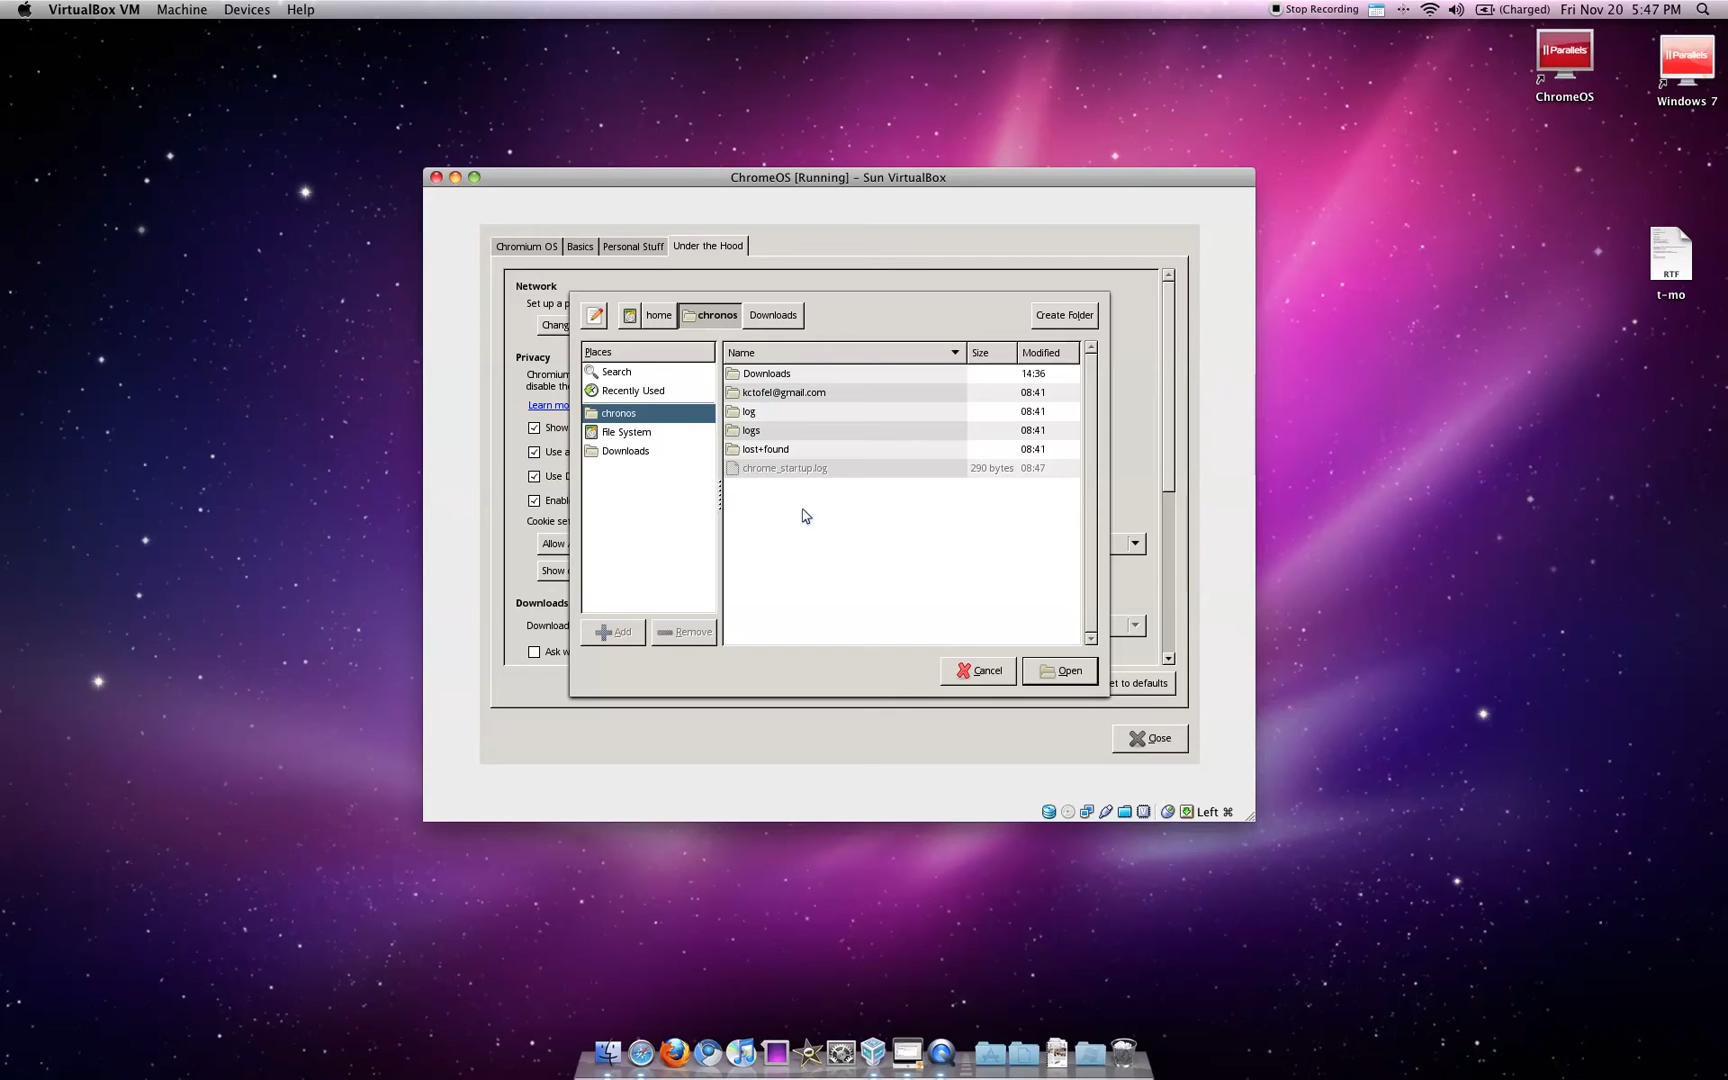 VirtualBox VM Machine Devices Help
Stop Recording (Charged) Fri Nov 20 5:47 PM
Parallels
ChromeOS
Parallels
Windows 7
RTF
t-mo
ChromeOS [Running] – Sun VirtualBox
Chromium OS Basics Personal Stuff Under the Hood
Network
Set up a p
Chang
Privacy
Chromium
disable the
Learn mo
Show
Use a
Use D
Enable
Cookie set
Allow
Show
Downloads
Download
Ask w
et to defaults
Close
home chronos Downloads Create Folder
Places
Search
Recently Used
chronos
File System
Downloads
Add Remove
Name Size Modified
Downloads 14:36
kctofel@gmail.com 08:41
log 08:41
logs 08:41
lost+found 08:41
chrome_startup.log 290 bytes 08:47
Cancel Open
Left ⌘